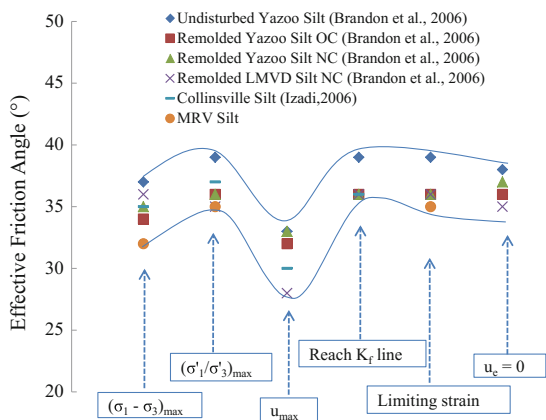 50
45
40
35
30
25
20
Effective Friction Angle (°)
Undisturbed Yazoo Silt (Brandon et al., 2006)
Remolded Yazoo Silt OC (Brandon et al., 2006)
Remolded Yazoo Silt NC (Brandon et al., 2006)
Remolded LMVD Silt NC (Brandon et al., 2006)
Collinsville Silt (Izadi,2006)
MRV Silt
(σ1 - σ3)max
(σ'1/σ'3)max
umax
Reach Kf line
Limiting strain
ue = 0